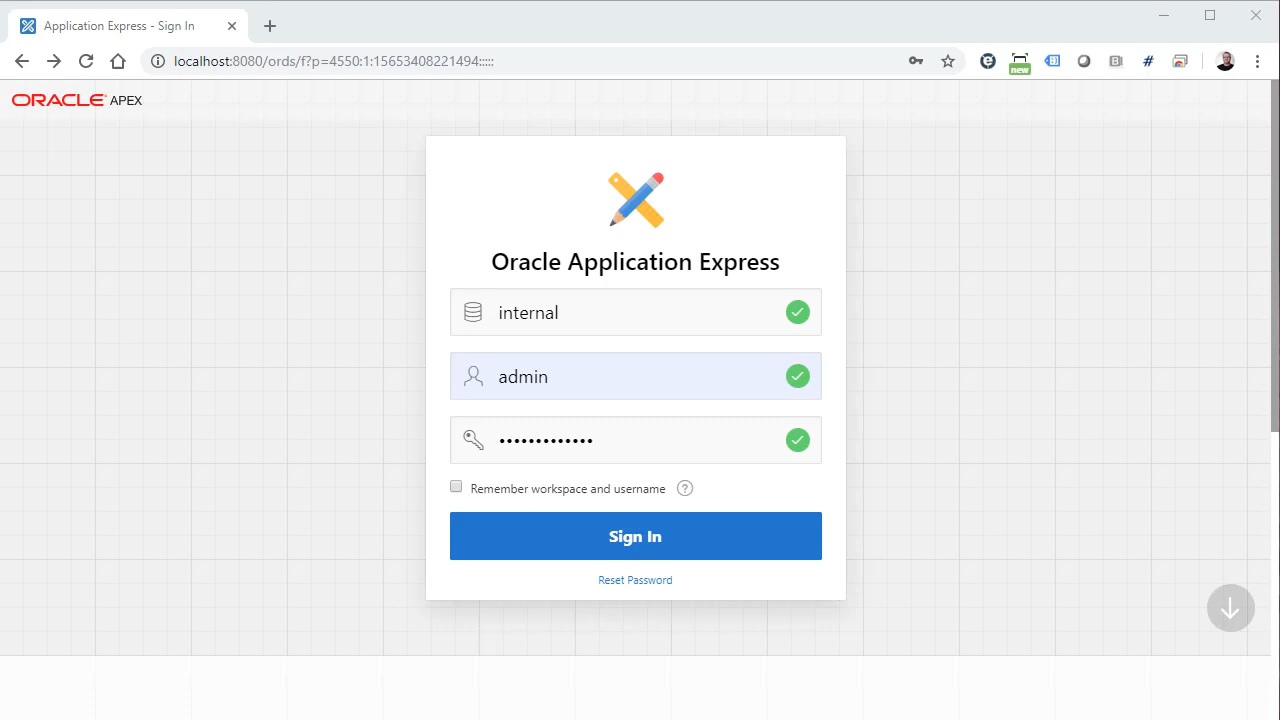 Application Express - Sign In
localhost:8080/ords/f?p=4550:1:15653408221494:::::
new
B!
#
ORACLE APEX
Oracle Application Express
internal
admin
•••••••••••••
Remember workspace and username ?
Sign In
Reset Password